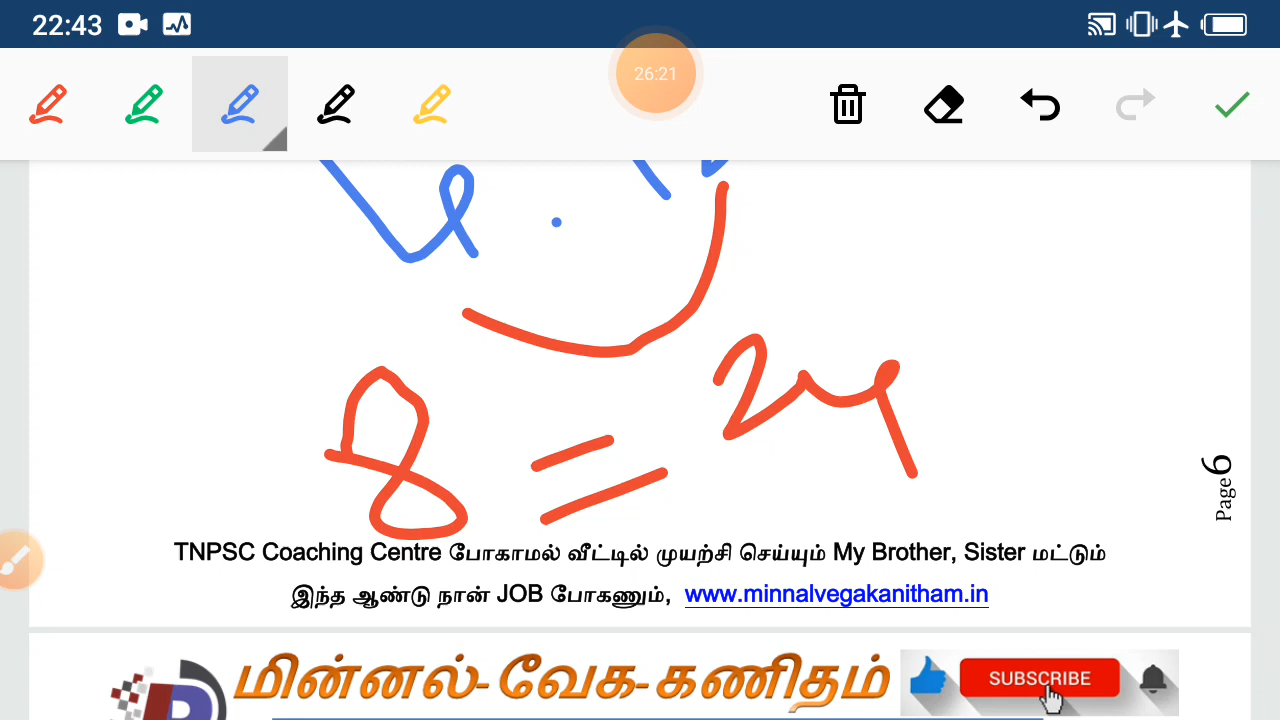 22:43
26:21
8 = 24
Page 6
TNPSC Coaching Centre போகாமல் வீட்டில் முயற்சி செய்யும் My Brother, Sister மட்டும்
இந்த ஆண்டு நான் JOB போகணும், www.minnalvegakanitham.in
மின்னல்-வேக-கணிதம்
SUBSCRIBE